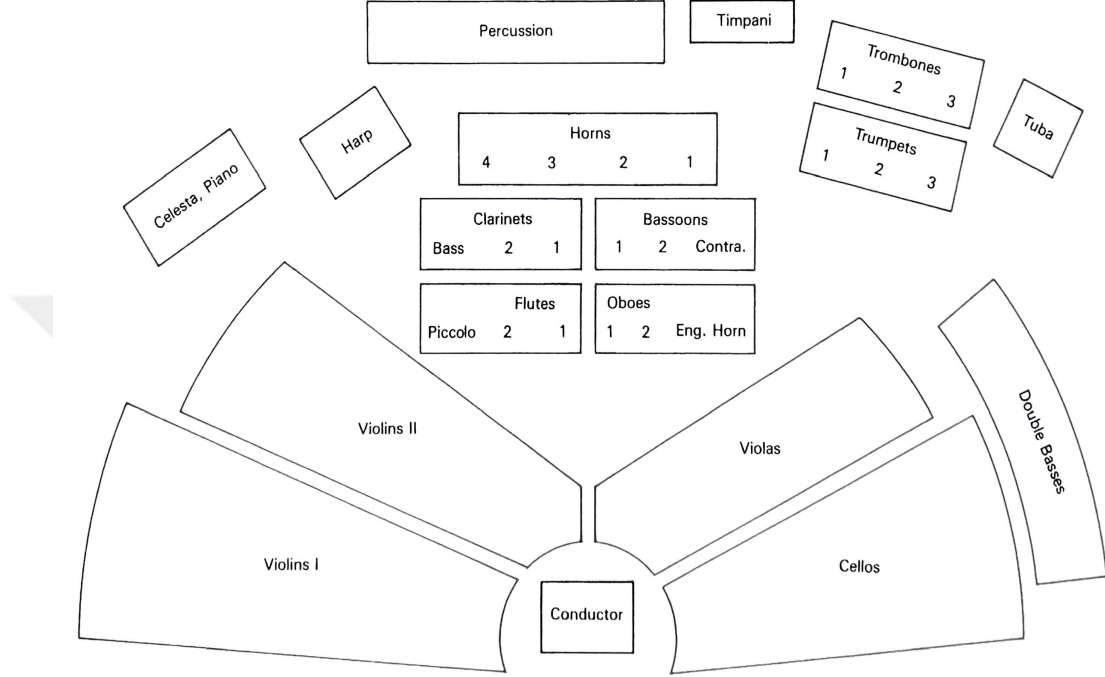 Percussion
Timpani
Trombones
1 2 3
Trumpets
1 2 3
Tuba
Harp
Celesta, Piano
Horns
4 3 2 1
Clarinets
Bass 2 1
Bassoons
1 2 Contra.
Flutes
Piccolo 2 1
Oboes
1 2 Eng. Horn
Violins II
Violas
Double Basses
Violins I
Cellos
Conductor